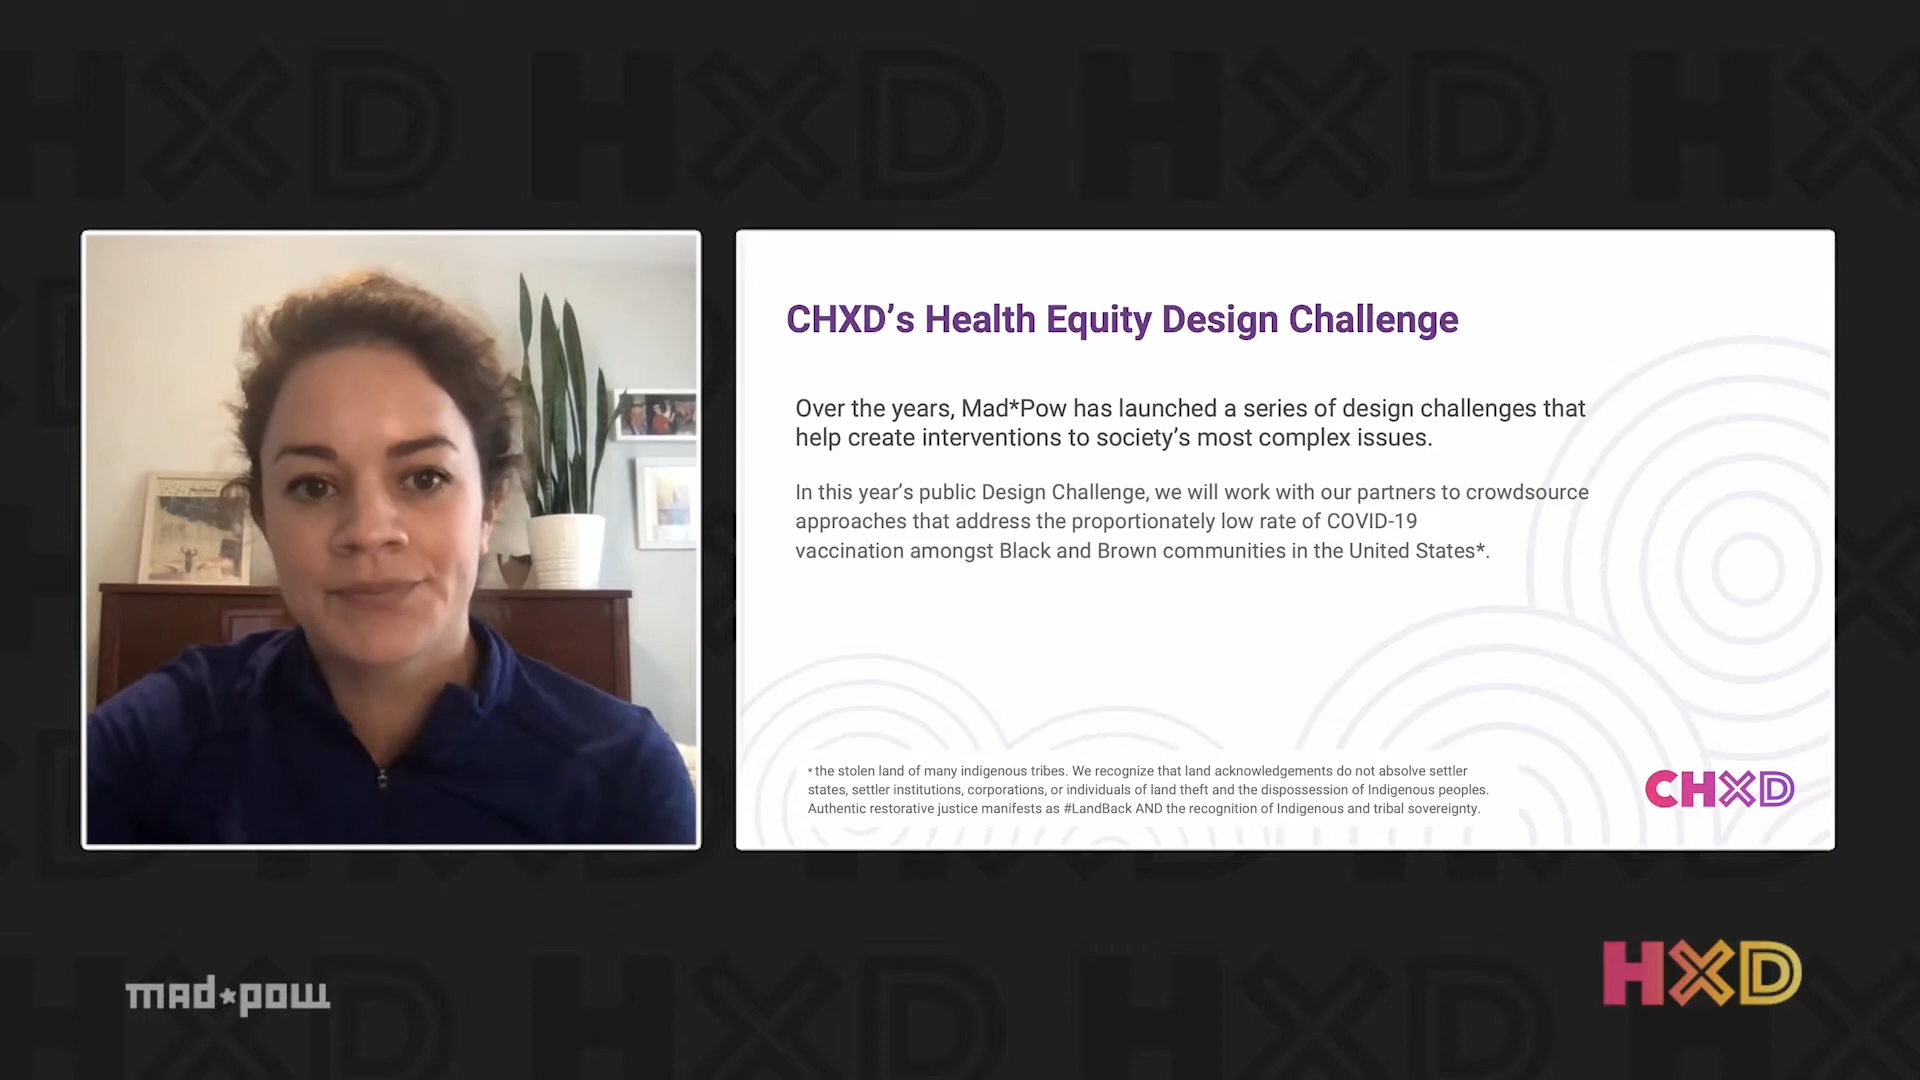 CHXD’s Health Equity Design Challenge
Over the years, Mad*Pow has launched a series of design challenges that
help create interventions to society’s most complex issues.
In this year’s public Design Challenge, we will work with our partners to crowdsource
approaches that address the proportionately low rate of COVID-19
vaccination amongst Black and Brown communities in the United States*.
* the stolen land of many indigenous tribes. We recognize that land acknowledgements do not absolve settler
states, settler institutions, corporations, or individuals of land theft and the dispossession of Indigenous peoples.
Authentic restorative justice manifests as #LandBack AND the recognition of Indigenous and tribal sovereignty.
CHXD
mad*pow
HXD